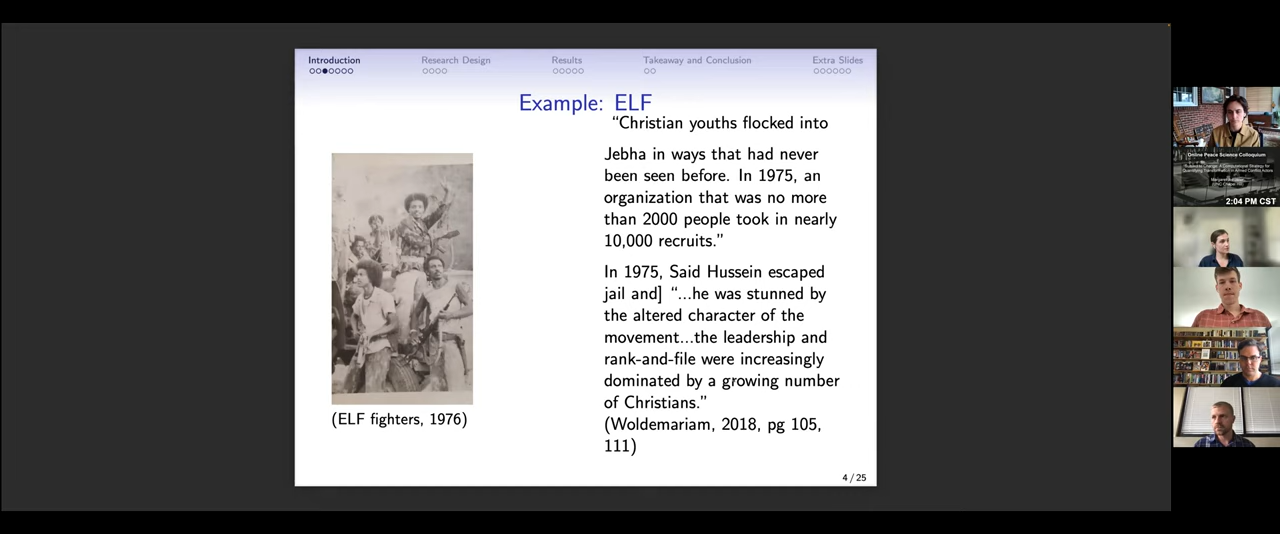 Introduction
Research Design
Results
Takeaway and Conclusion
Extra Slides
Example: ELF
“Christian youths flocked into
Jebha in ways that had never
been seen before. In 1975, an
organization that was no more
than 2000 people took in nearly
10,000 recruits.”
In 1975, Said Hussein escaped
jail and] “...he was stunned by
the altered character of the
movement...the leadership and
rank-and-file were increasingly
dominated by a growing number
of Christians.”
(Woldemariam, 2018, pg 105,
111)
(ELF fighters, 1976)
4 / 25
Online Peace Science Colloquium
2:04 PM CST